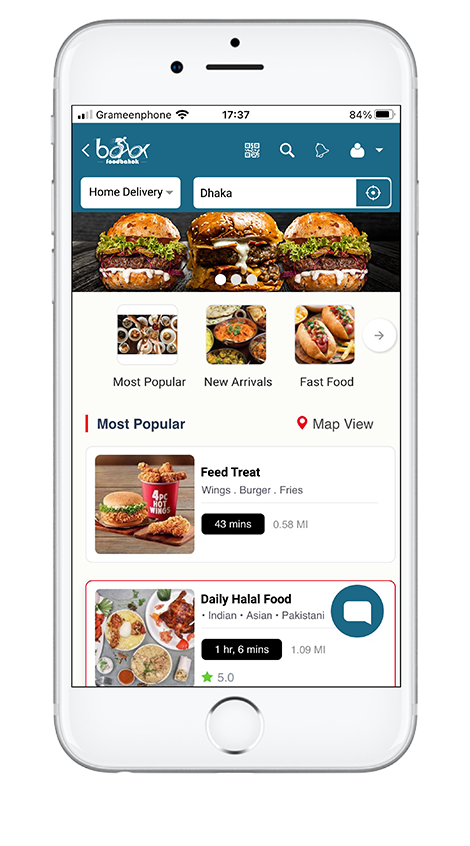 Grameenphone 17:37 84%
foodbahok
Home Delivery Dhaka
Most Popular New Arrivals Fast Food
Most Popular Map View
Feed Treat
Wings . Burger . Fries
43 mins 0.58 MI
4PC
HOT
WINGS
Daily Halal Food
• Indian • Asian • Pakistani
1 hr, 6 mins 1.09 MI
5.0